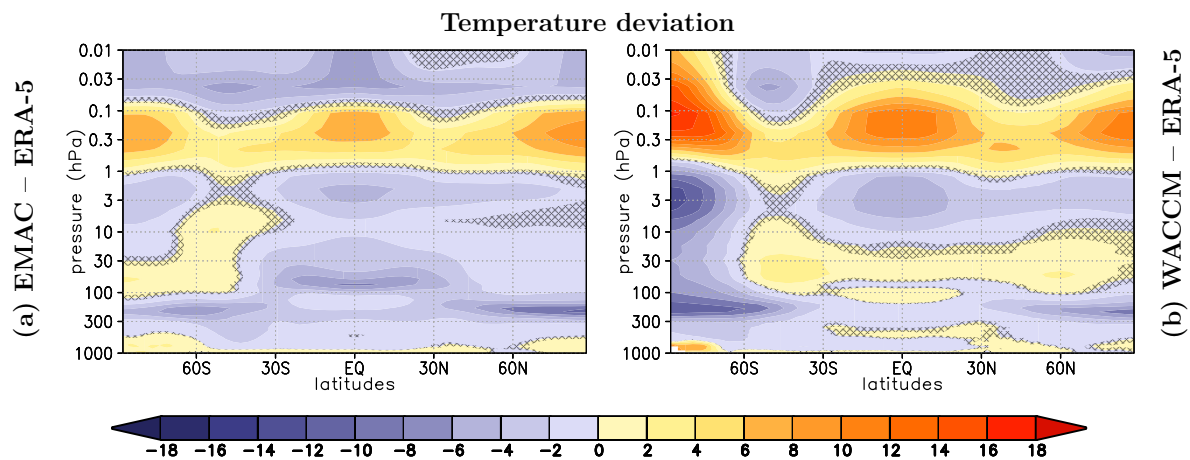 Temperature deviation
(a) EMAC – ERA-5
pressure (hPa)
0.01
0.03
0.1
0.3
1
3
10
30
100
300
1000
60S 30S EQ 30N 60N
latitudes
pressure (hPa)
0.01
0.03
0.1
0.3
1
3
10
30
100
300
1000
60S 30S EQ 30N 60N
latitudes
(b) WACCM – ERA-5
−18 −16 −14 −12 −10 −8 −6 −4 −2 0 2 4 6 8 10 12 14 16 18